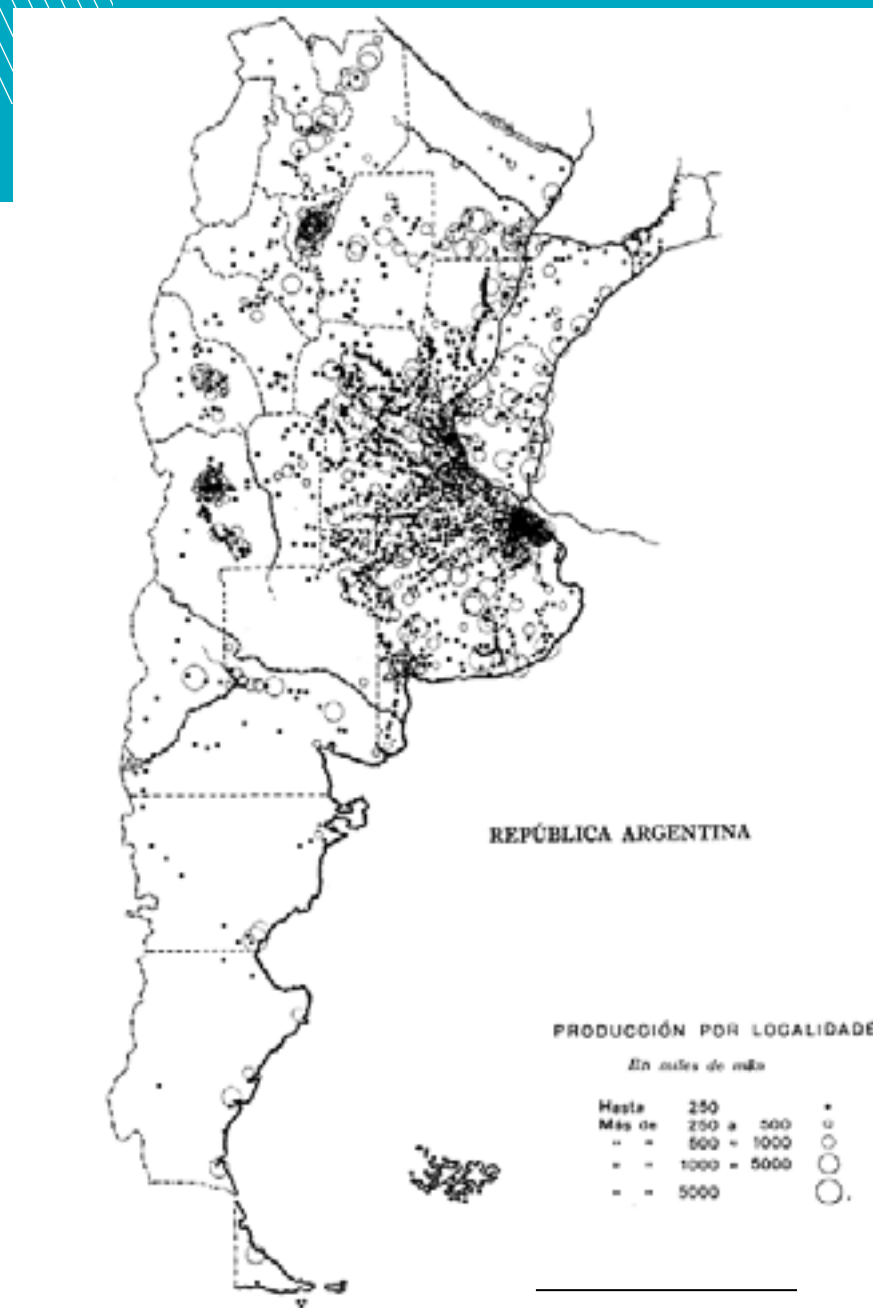 REPÚBLICA ARGENTINA
PRODUCCIÓN POR LOCALIDADE
En miles de m$n
Hasta 250
Más de 250 a 500
" " 500 " 1000
" " 1000 " 5000
" " 5000